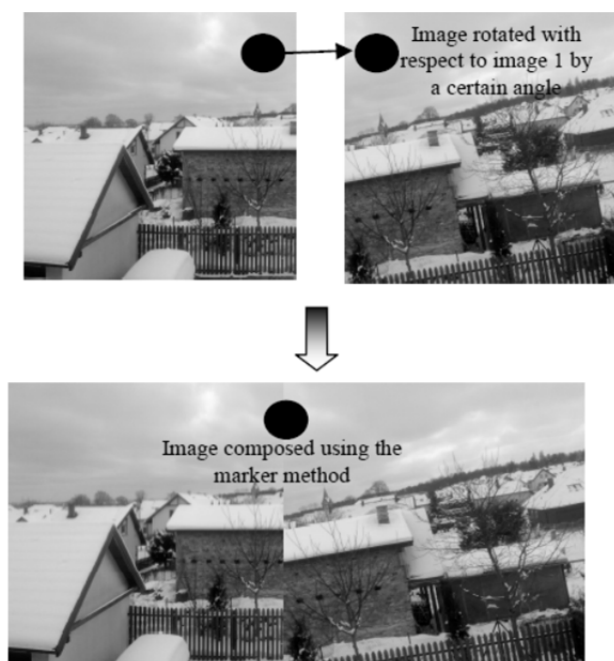 Image rotated with
respect to image 1 by
a certain angle
Image composed using the
marker method